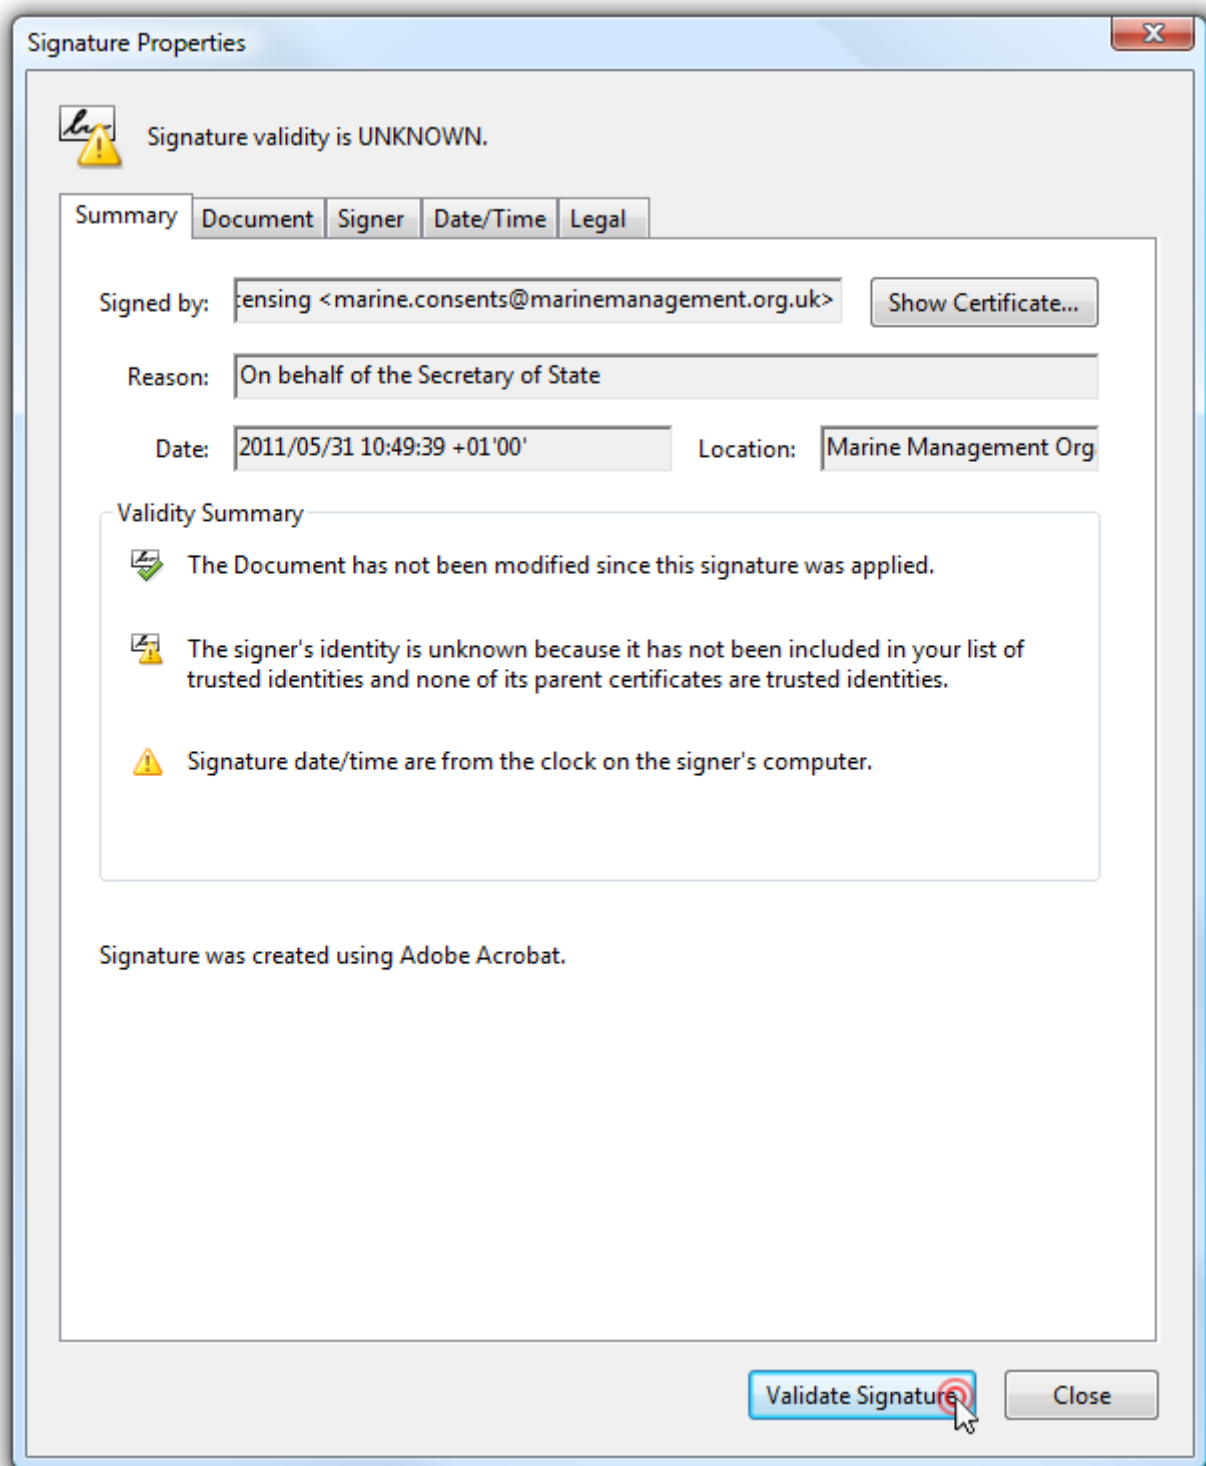 Signature Properties
Signature validity is UNKNOWN.
Summary Document Signer Date/Time Legal
Signed by: censing <marine.consents@marinemanagement.org.uk> Show Certificate...
Reason: On behalf of the Secretary of State
Date: 2011/05/31 10:49:39 +01'00' Location: Marine Management Org
Validity Summary
The Document has not been modified since this signature was applied.
The signer's identity is unknown because it has not been included in your list of
trusted identities and none of its parent certificates are trusted identities.
Signature date/time are from the clock on the signer's computer.
Signature was created using Adobe Acrobat.
Validate Signature Close